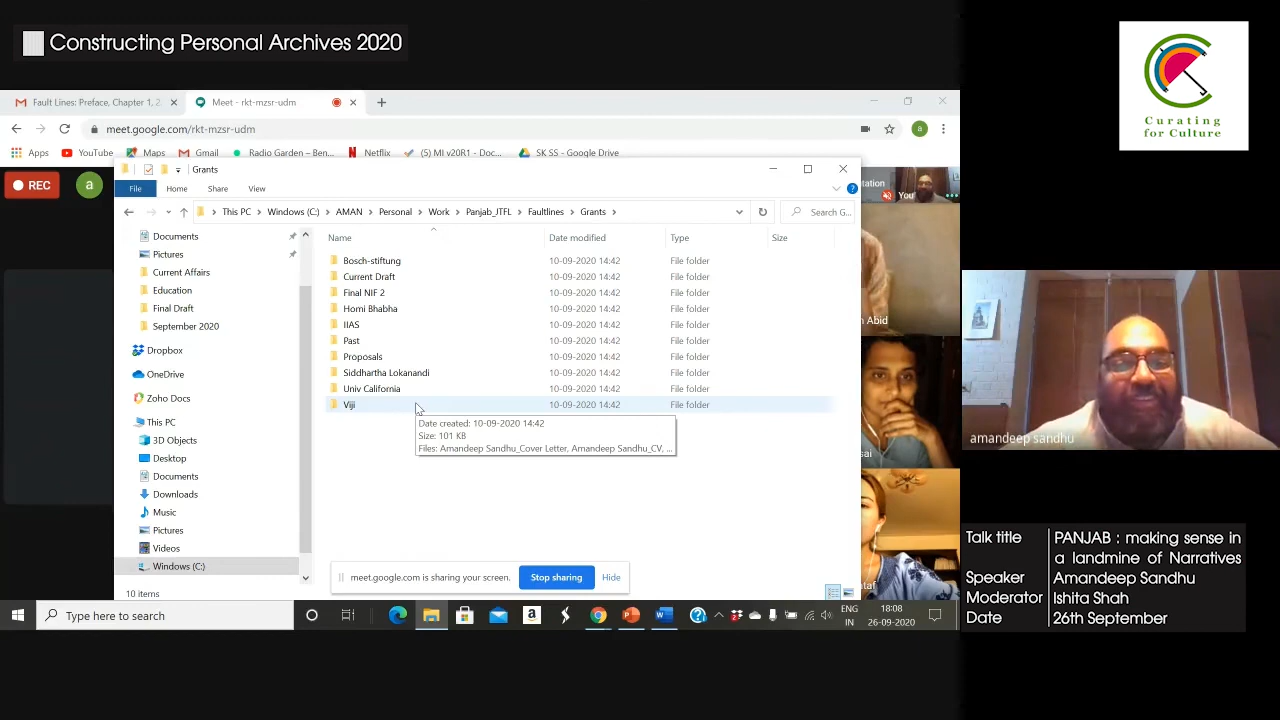 Constructing Personal Archives 2020
Curating
for Culture
Fault Lines: Preface, Chapter 1, 2
Meet - rkt-mzsr-udm
meet.google.com/rkt-mzsr-udm
Apps
YouTube
Maps
Gmail
Radio Garden – Ben...
Netflix
(5) MI v20R1 - Doc...
SK SS - Google Drive
REC
a
a
Grants
File
Home
Share
View
This PC
Windows (C:)
AMAN
Personal
Work
Panjab_JTFL
Faultlines
Grants
Search G...
tation
You
Name
Date modified
Type
Size
Documents
Pictures
Current Affairs
Education
Final Draft
September 2020
Dropbox
OneDrive
Zoho Docs
This PC
3D Objects
Desktop
Documents
Downloads
Music
Pictures
Videos
Windows (C:)
10 items
Bosch-stiftung 10-09-2020 14:42 File folder
Current Draft 10-09-2020 14:42 File folder
Final NIF 2 10-09-2020 14:42 File folder
Homi Bhabha 10-09-2020 14:42 File folder
IIAS 10-09-2020 14:42 File folder
Past 10-09-2020 14:42 File folder
Proposals 10-09-2020 14:42 File folder
Siddhartha Lokanandi 10-09-2020 14:42 File folder
Univ California 10-09-2020 14:42 File folder
Viji 10-09-2020 14:42 File folder
Date created: 10-09-2020 14:42
Size: 101 KB
Files: Amandeep Sandhu_Cover Letter, Amandeep Sandhu_CV, ...
meet.google.com is sharing your screen.
Stop sharing
Hide
Abid
sai
taf
amandeep sandhu
Type here to search
ENG
IN
18:08
26-09-2020
Talk title PANJAB : making sense in
a landmine of Narratives
Speaker Amandeep Sandhu
Moderator Ishita Shah
Date 26th September